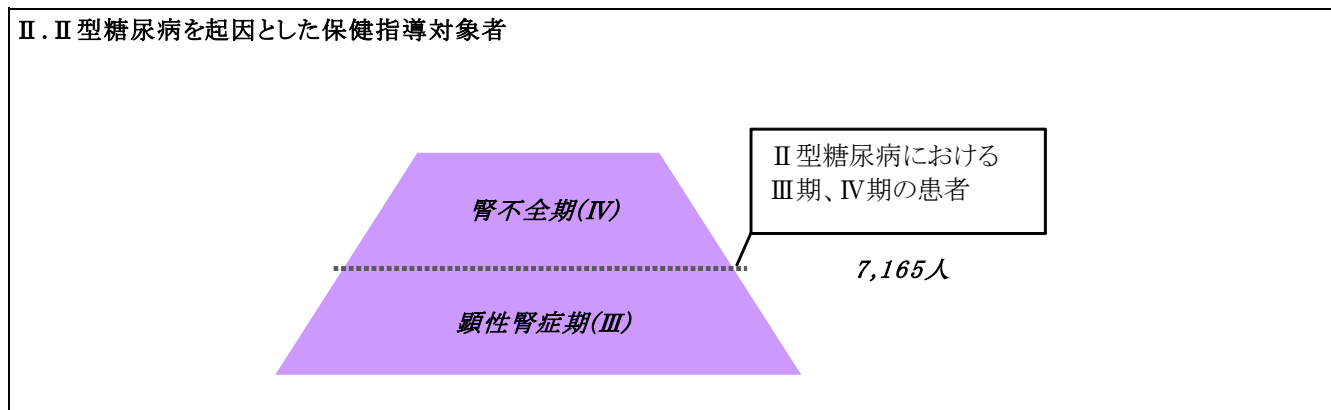 Ⅱ.Ⅱ型糖尿病を起因とした保健指導対象者
Ⅱ型糖尿病における
Ⅲ期、Ⅳ期の患者
腎不全期(Ⅳ)
7,165人
顕性腎症期(Ⅲ)